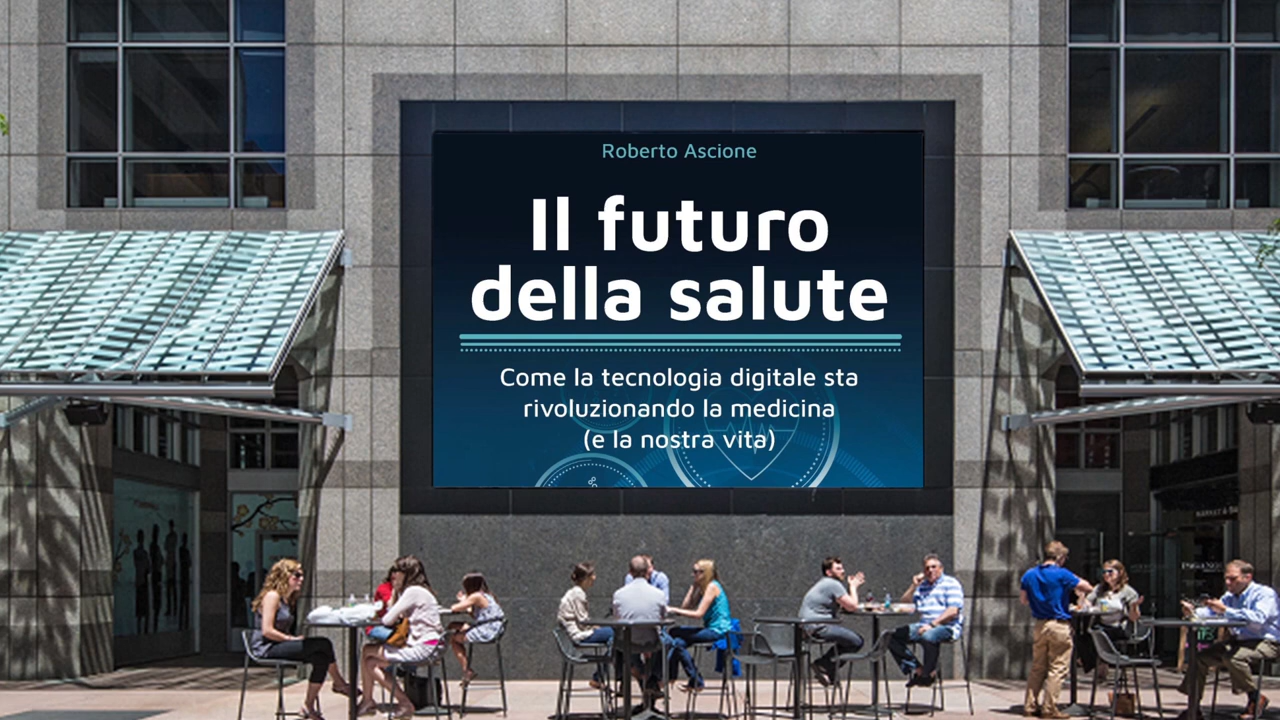 Roberto Ascione
Il futuro
della salute
Come la tecnologia digitale sta
rivoluzionando la medicina
(e la nostra vita)